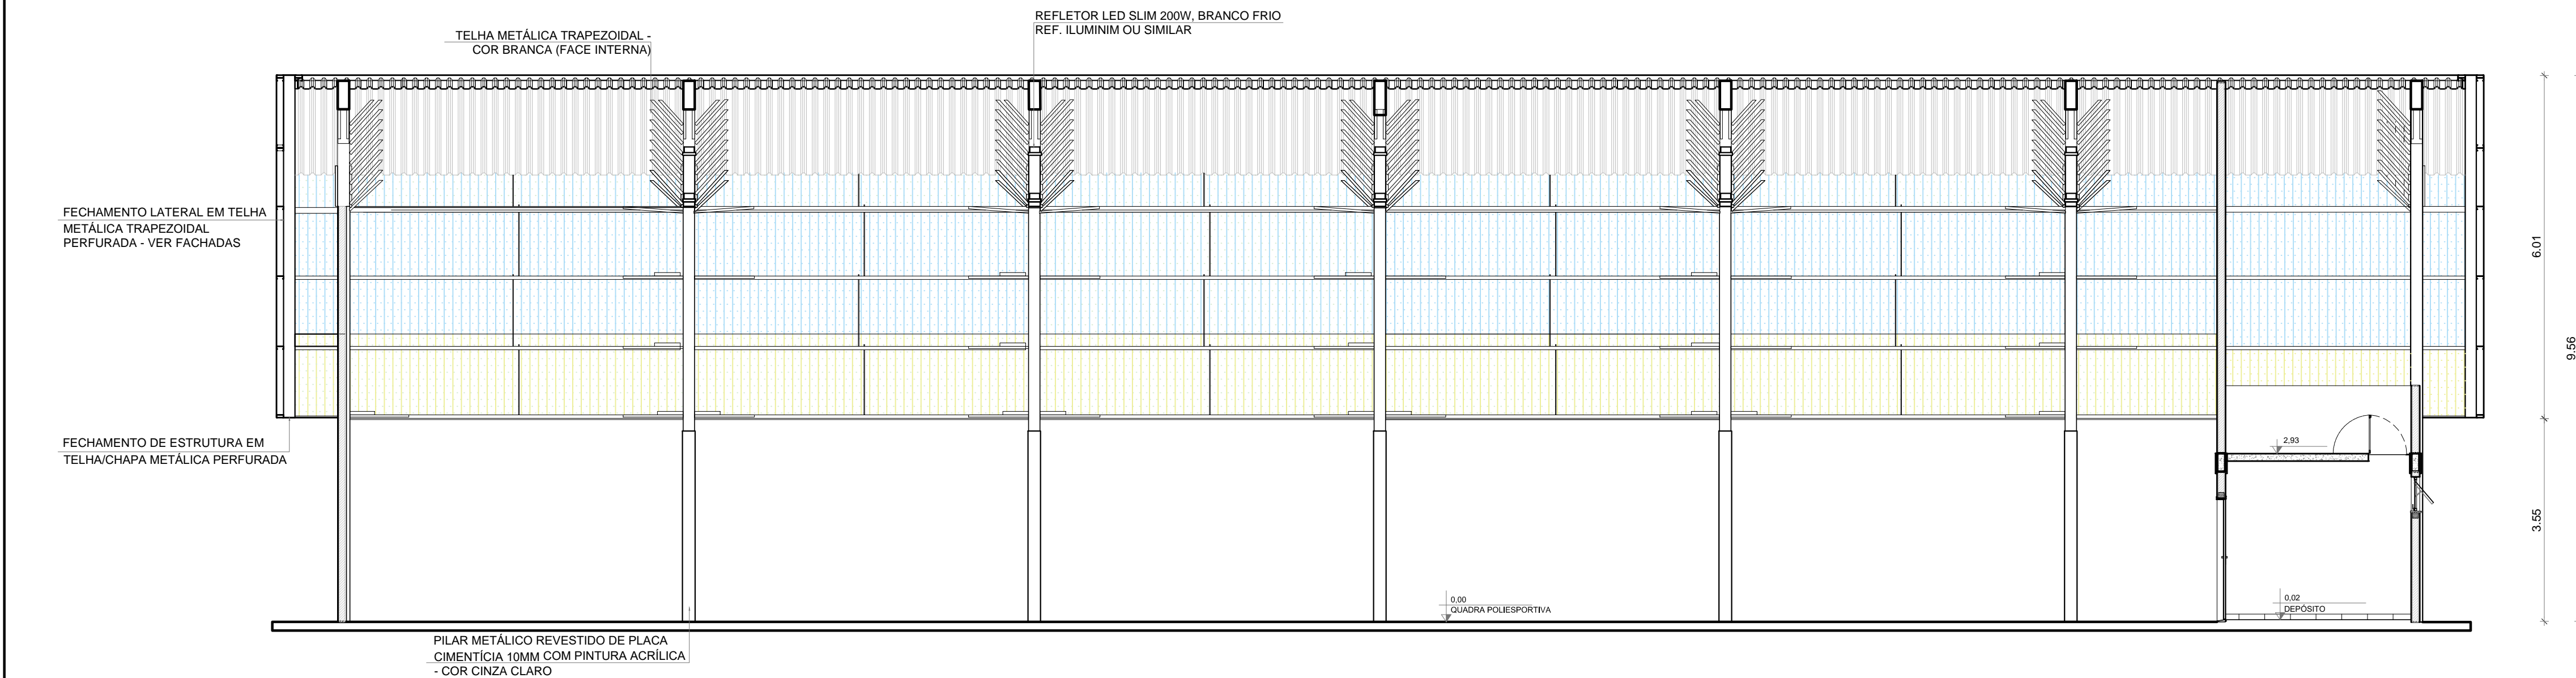 REFLETOR LED SLIM 200W, BRANCO FRIO
REF. ILUMINIM OU SIMILAR
TELHA METÁLICA TRAPEZOIDAL -
COR BRANCA (FACE INTERNA)
FECHAMENTO LATERAL EM TELHA
METÁLICA TRAPEZOIDAL
PERFURADA - VER FACHADAS
6.01
9.56
FECHAMENTO DE ESTRUTURA EM
TELHA/CHAPA METÁLICA PERFURADA
2,93
3.55
0,00
QUADRA POLIESPORTIVA
0,02
DEPÓSITO
PILAR METÁLICO REVESTIDO DE PLACA
CIMENTÍCIA 10MM COM PINTURA ACRÍLICA
- COR CINZA CLARO